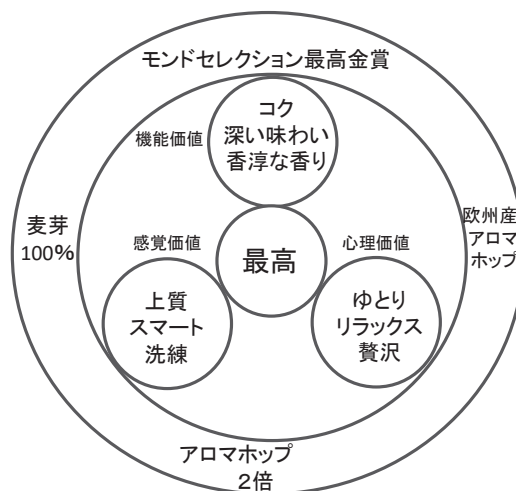 モンドセレクション最高金賞
コク
深い味わい
香淳な香り
機能価値
麦芽
100%
欧州産
アロマ
ホップ
感覚価値
心理価値
最高
上質
スマート
洗練
ゆとり
リラックス
贅沢
アロマホップ
２倍